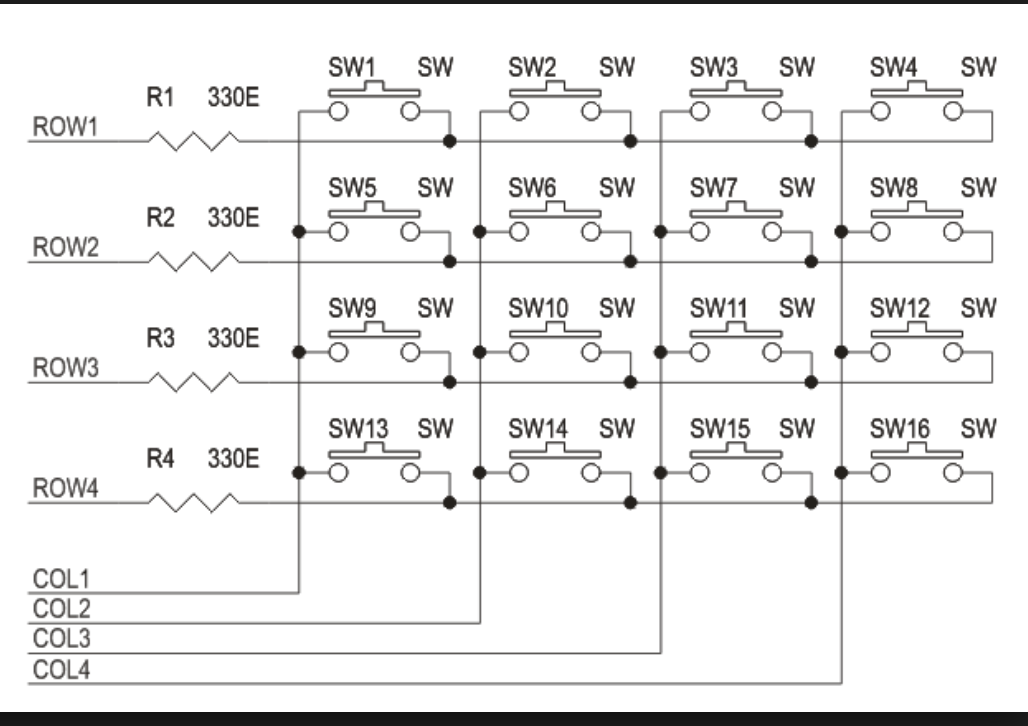 SW1 SW SW2 SW SW3 SW SW4 SW
R1 330E
ROW1
SW5 SW SW6 SW SW7 SW SW8 SW
R2 330E
ROW2
SW9 SW SW10 SW SW11 SW SW12 SW
R3 330E
ROW3
SW13 SW SW14 SW SW15 SW SW16 SW
R4 330E
ROW4
COL1
COL2
COL3
COL4